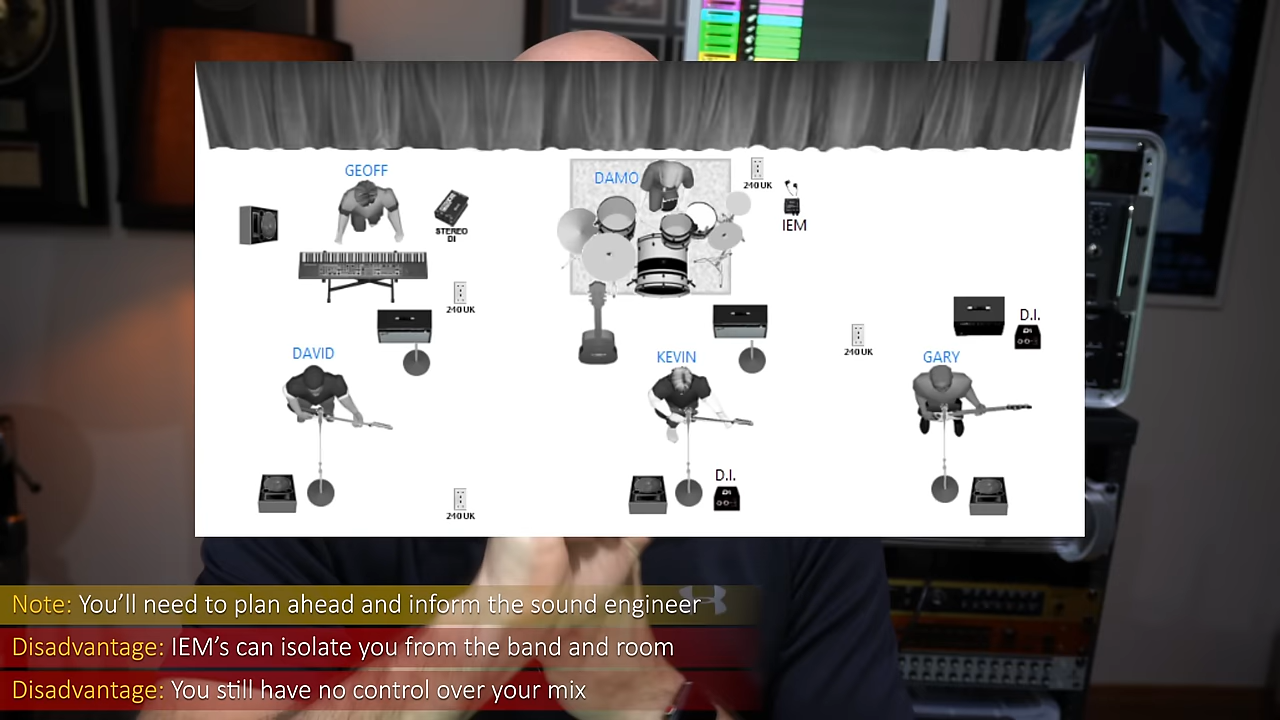 GEOFF
DAMO
240 UK
IEM
STEREO
DI
240 UK
D.I.
DAVID
KEVIN
240 UK
GARY
D.I.
240 UK
Note: You'll need to plan ahead and inform the sound engineer
Disadvantage: IEM's can isolate you from the band and room
Disadvantage: You still have no control over your mix